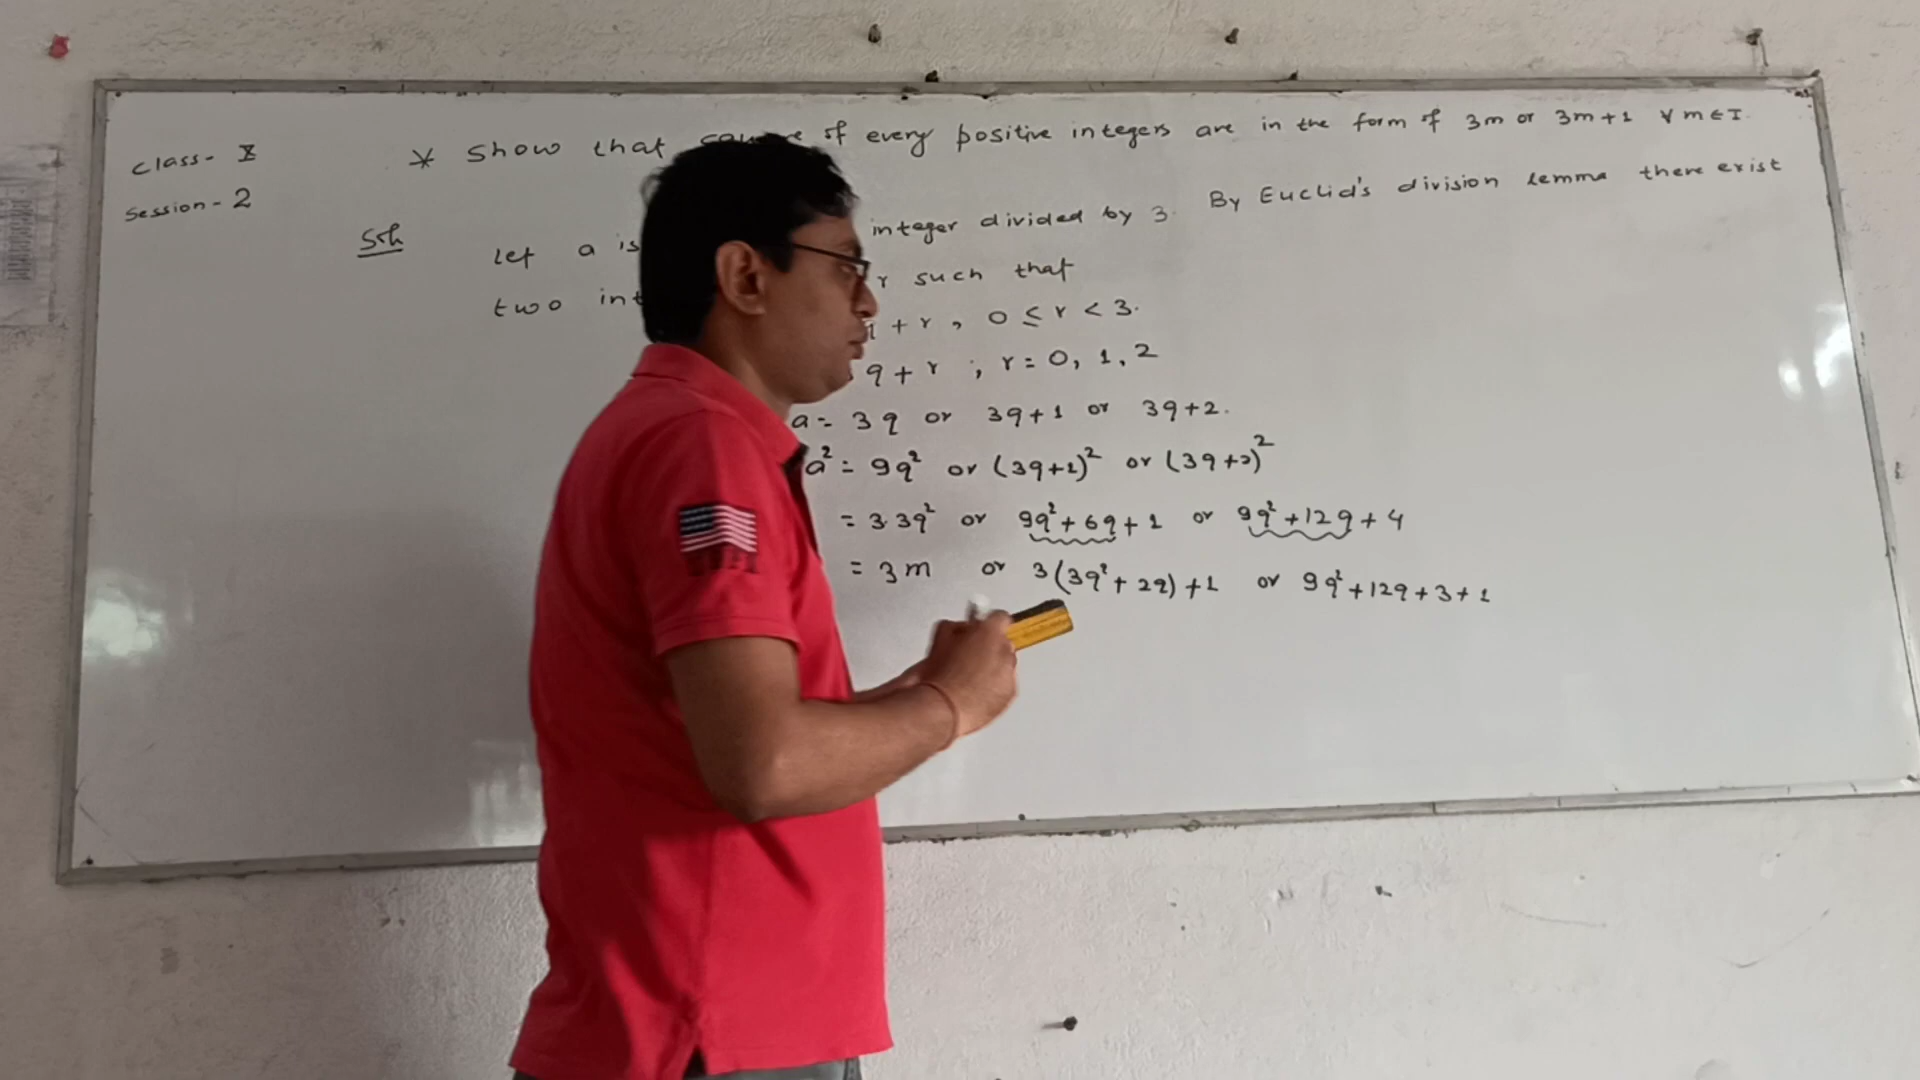 Class - X
Session - 2
* Show that of every positive integers are in the form of 3m or 3m+1 ∀ m∈I.
Soln
Let a is integer divided by 3. By Euclid's division lemma there exist
two r such that
+ r, 0 ≤ r < 3.
q + r ; r = 0, 1, 2
a = 3q or 3q+1 or 3q+2.
a² = 9q² or (3q+1)² or (3q+2)²
= 3.3q² or 9q²+6q+1 or 9q²+12q+4
= 3m or 3(3q²+2q)+1 or 9q²+12q+3+1